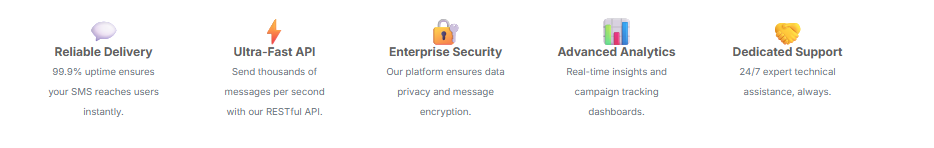 Reliable Delivery
99.9% uptime ensures
your SMS reaches users
instantly.
Ultra-Fast API
Send thousands of
messages per second
with our RESTful API.
Enterprise Security
Our platform ensures data
privacy and message
encryption.
Advanced Analytics
Real-time insights and
campaign tracking
dashboards.
Dedicated Support
24/7 expert technical
assistance, always.